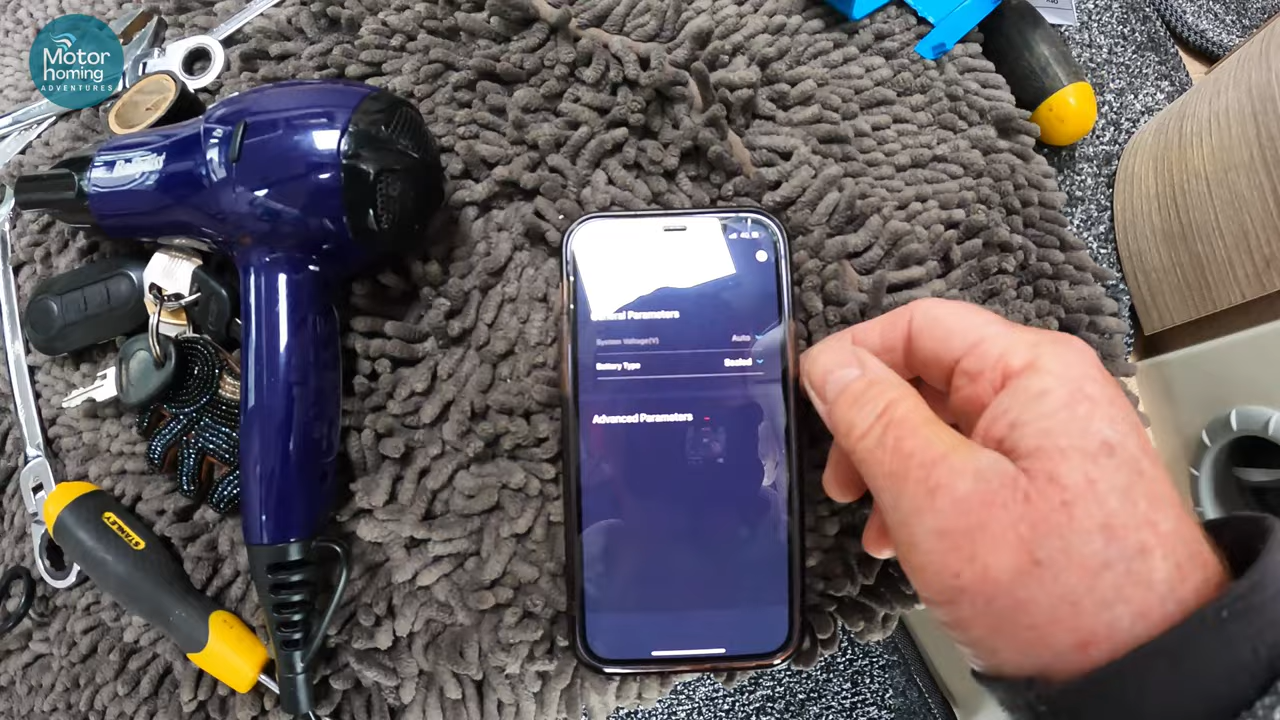 Motor
homing
ADVENTURES
General Parameters
System Voltage(V) Auto
Battery Type Sealed
Advanced Parameters
STANLEY